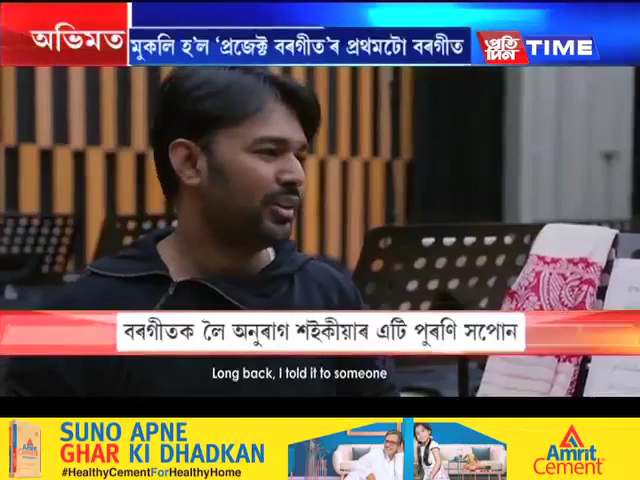 অভিমত
মুকলি হ'ল ‘প্রজেক্ট বৰগীত’ৰ প্ৰথমটো বৰগীত
প্ৰতিদিন TIME
বৰগীতক লৈ অনুৰাগ শইকীয়াৰ এটি পুৰণি সপোন
Long back, I told it to someone
SUNO APNE
GHAR KI DHADKAN
#HealthyCementForHealthyHome
Amrit
Cement